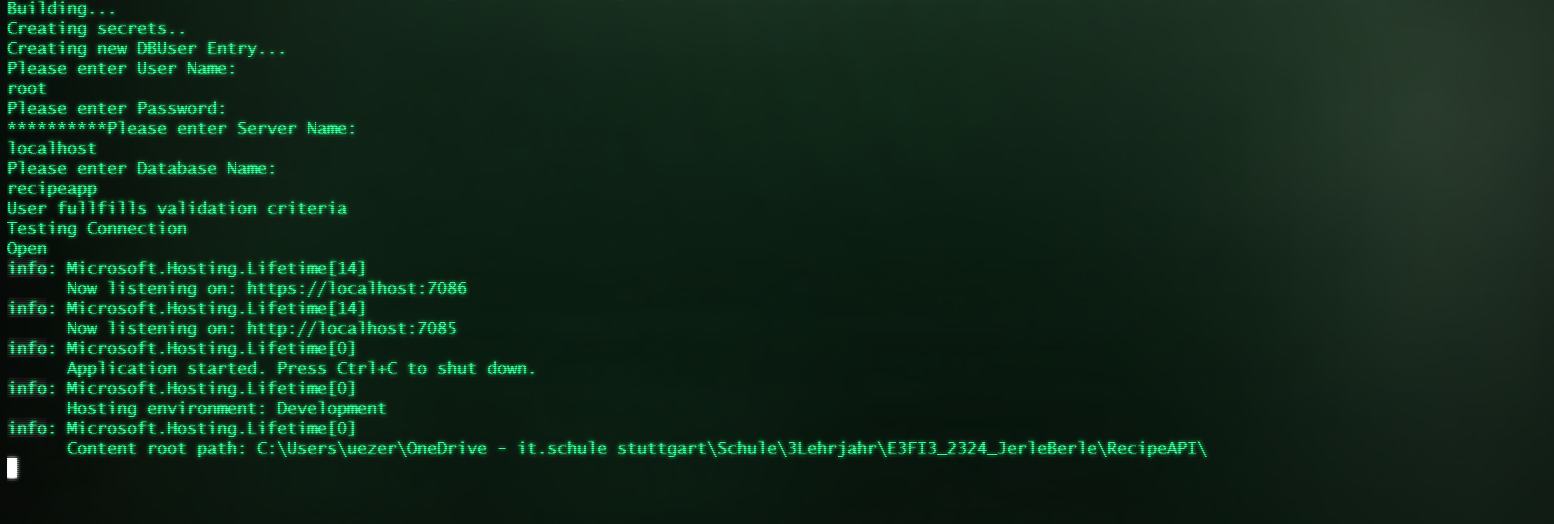 Building...
Creating secrets..
Creating new DBUser Entry...
Please enter User Name:
root
Please enter Password:
**********Please enter Server Name:
localhost
Please enter Database Name:
recipeapp
User fullfills validation criteria
Testing Connection
Open
info: Microsoft.Hosting.Lifetime[14]
      Now listening on: https://localhost:7086
info: Microsoft.Hosting.Lifetime[14]
      Now listening on: http://localhost:7085
info: Microsoft.Hosting.Lifetime[0]
      Application started. Press Ctrl+C to shut down.
info: Microsoft.Hosting.Lifetime[0]
      Hosting environment: Development
info: Microsoft.Hosting.Lifetime[0]
      Content root path: C:\Users\uezer\OneDrive - it.schule stuttgart\Schule\3Lehrjahr\E3FI3_2324_JerleBerle\RecipeAPI\